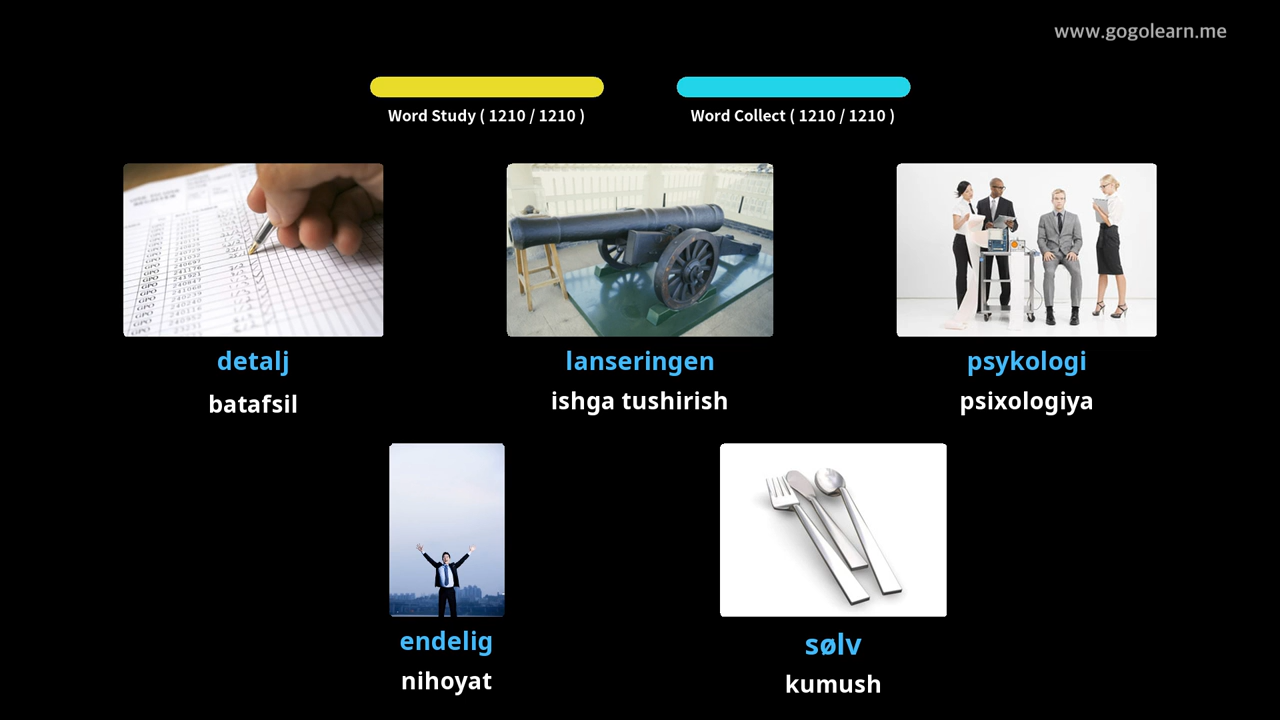 www.gogolearn.me
Word Study ( 1210 / 1210 )
Word Collect ( 1210 / 1210 )
detalj
batafsil
lanseringen
ishga tushirish
psykologi
psixologiya
endelig
nihoyat
sølv
kumush